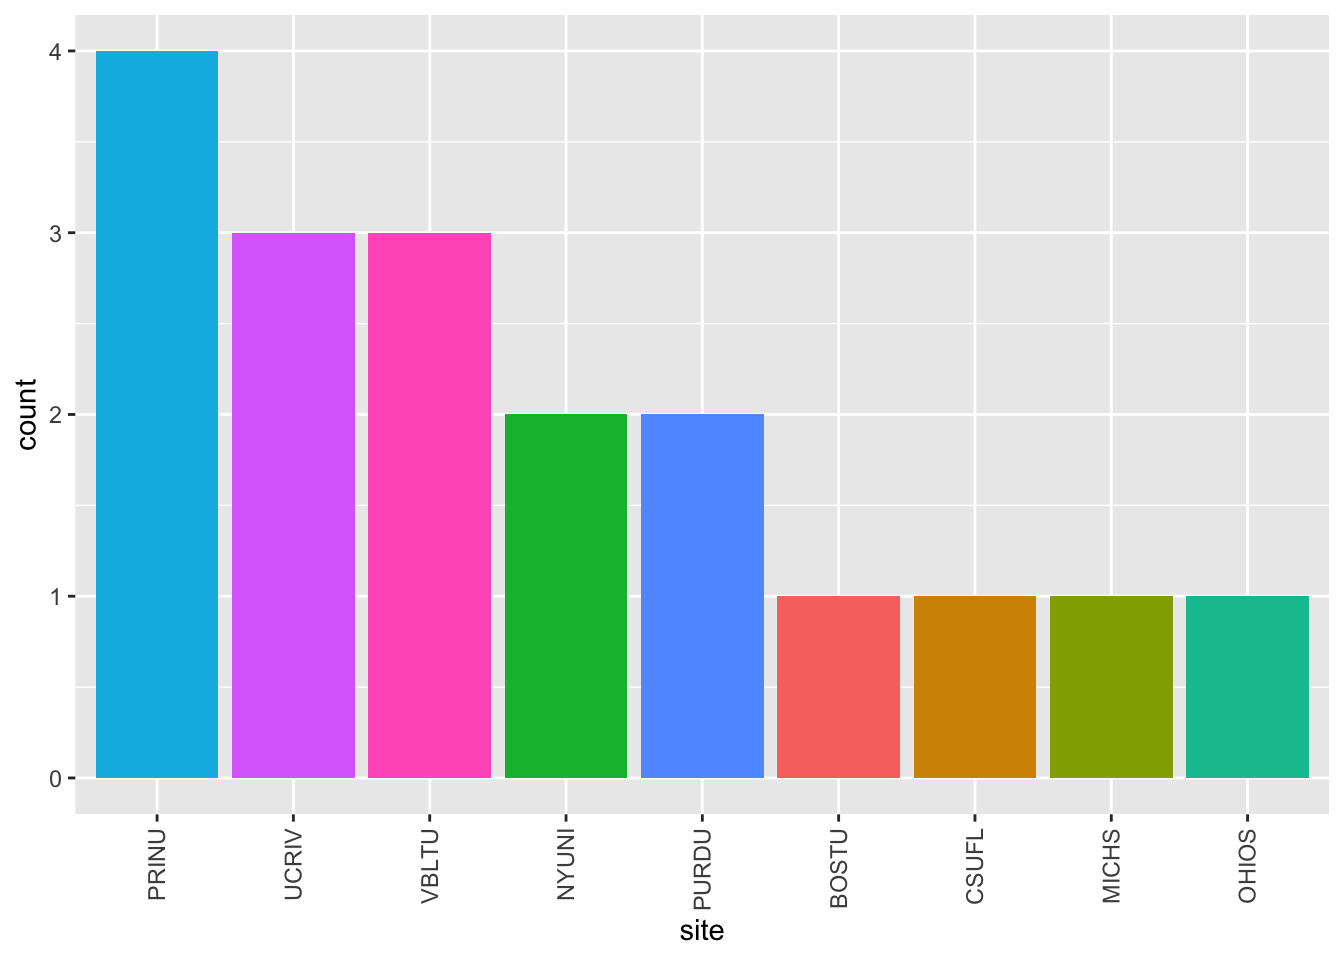 4
3
2
1
0
count
PRINU
UCRIV
VBLTU
NYUNI
PURDU
BOSTU
CSUFL
MICHS
OHIOS
site